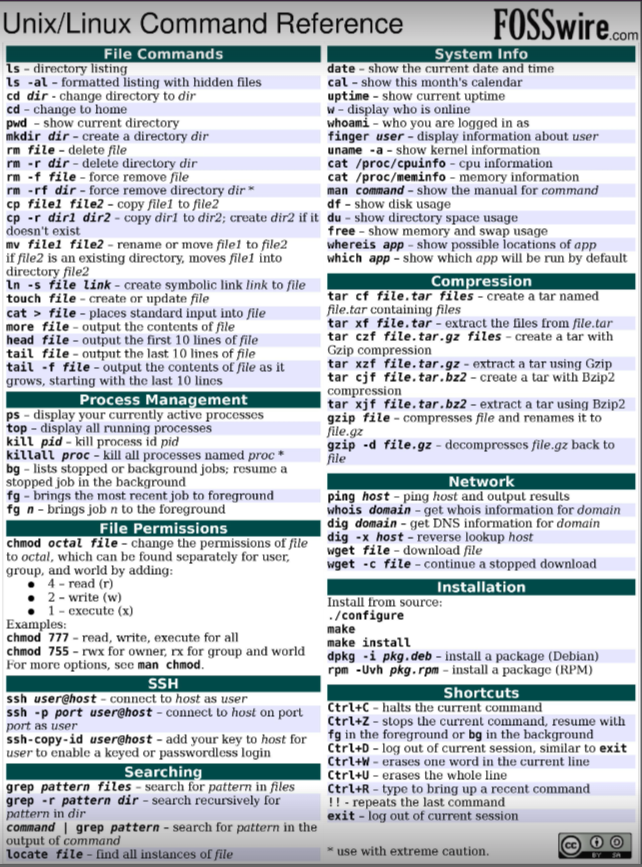 Unix/Linux Command Reference
FOSSwire.com
File Commands
ls – directory listing
ls -al – formatted listing with hidden files
cd dir - change directory to dir
cd – change to home
pwd – show current directory
mkdir dir – create a directory dir
rm file – delete file
rm -r dir – delete directory dir
rm -f file – force remove file
rm -rf dir – force remove directory dir *
cp file1 file2 – copy file1 to file2
cp -r dir1 dir2 – copy dir1 to dir2; create dir2 if it
doesn't exist
mv file1 file2 – rename or move file1 to file2
if file2 is an existing directory, moves file1 into
directory file2
ln -s file link – create symbolic link link to file
touch file – create or update file
cat > file – places standard input into file
more file – output the contents of file
head file – output the first 10 lines of file
tail file – output the last 10 lines of file
tail -f file – output the contents of file as it
grows, starting with the last 10 lines
Process Management
ps – display your currently active processes
top – display all running processes
kill pid – kill process id pid
killall proc – kill all processes named proc *
bg – lists stopped or background jobs; resume a
stopped job in the background
fg – brings the most recent job to foreground
fg n – brings job n to the foreground
File Permissions
chmod octal file – change the permissions of file
to octal, which can be found separately for user,
group, and world by adding:
● 4 – read (r)
● 2 – write (w)
● 1 – execute (x)
Examples:
chmod 777 – read, write, execute for all
chmod 755 – rwx for owner, rx for group and world
For more options, see man chmod.
SSH
ssh user@host – connect to host as user
ssh -p port user@host – connect to host on port
port as user
ssh-copy-id user@host – add your key to host for
user to enable a keyed or passwordless login
Searching
grep pattern files – search for pattern in files
grep -r pattern dir – search recursively for
pattern in dir
command | grep pattern – search for pattern in the
output of command
locate file – find all instances of file
System Info
date – show the current date and time
cal – show this month's calendar
uptime – show current uptime
w – display who is online
whoami – who you are logged in as
finger user – display information about user
uname -a – show kernel information
cat /proc/cpuinfo – cpu information
cat /proc/meminfo – memory information
man command – show the manual for command
df – show disk usage
du – show directory space usage
free – show memory and swap usage
whereis app – show possible locations of app
which app – show which app will be run by default
Compression
tar cf file.tar files – create a tar named
file.tar containing files
tar xf file.tar – extract the files from file.tar
tar czf file.tar.gz files – create a tar with
Gzip compression
tar xzf file.tar.gz – extract a tar using Gzip
tar cjf file.tar.bz2 – create a tar with Bzip2
compression
tar xjf file.tar.bz2 – extract a tar using Bzip2
gzip file – compresses file and renames it to
file.gz
gzip -d file.gz – decompresses file.gz back to
file
Network
ping host – ping host and output results
whois domain – get whois information for domain
dig domain – get DNS information for domain
dig -x host – reverse lookup host
wget file – download file
wget -c file – continue a stopped download
Installation
Install from source:
./configure
make
make install
dpkg -i pkg.deb – install a package (Debian)
rpm -Uvh pkg.rpm – install a package (RPM)
Shortcuts
Ctrl+C – halts the current command
Ctrl+Z – stops the current command, resume with
fg in the foreground or bg in the background
Ctrl+D – log out of current session, similar to exit
Ctrl+W – erases one word in the current line
Ctrl+U – erases the whole line
Ctrl+R – type to bring up a recent command
!! - repeats the last command
exit – log out of current session
* use with extreme caution.
cc BY SA